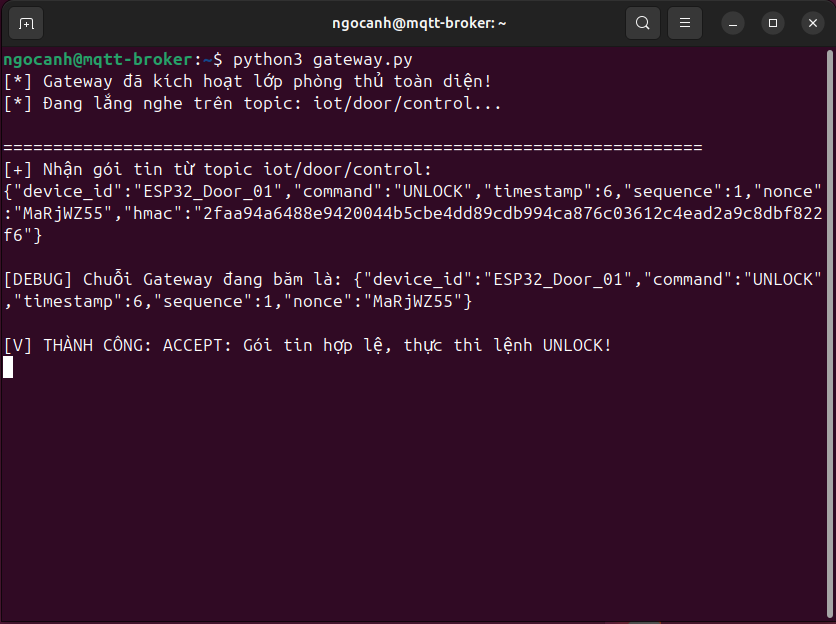 ngocanh@mqtt-broker: ~
ngocanh@mqtt-broker:~$ python3 gateway.py
[*] Gateway đã kích hoạt lớp phòng thủ toàn diện!
[*] Đang lắng nghe trên topic: iot/door/control...
======================================================================
[+] Nhận gói tin từ topic iot/door/control:
{"device_id":"ESP32_Door_01","command":"UNLOCK","timestamp":6,"sequence":1,"nonce"
:"MaRjWZ55","hmac":"2faa94a6488e9420044b5cbe4dd89cdb994ca876c03612c4ead2a9c8dbf822
f6"}
[DEBUG] Chuỗi Gateway đang băm là: {"device_id":"ESP32_Door_01","command":"UNLOCK"
,"timestamp":6,"sequence":1,"nonce":"MaRjWZ55"}
[V] THÀNH CÔNG: ACCEPT: Gói tin hợp lệ, thực thi lệnh UNLOCK!